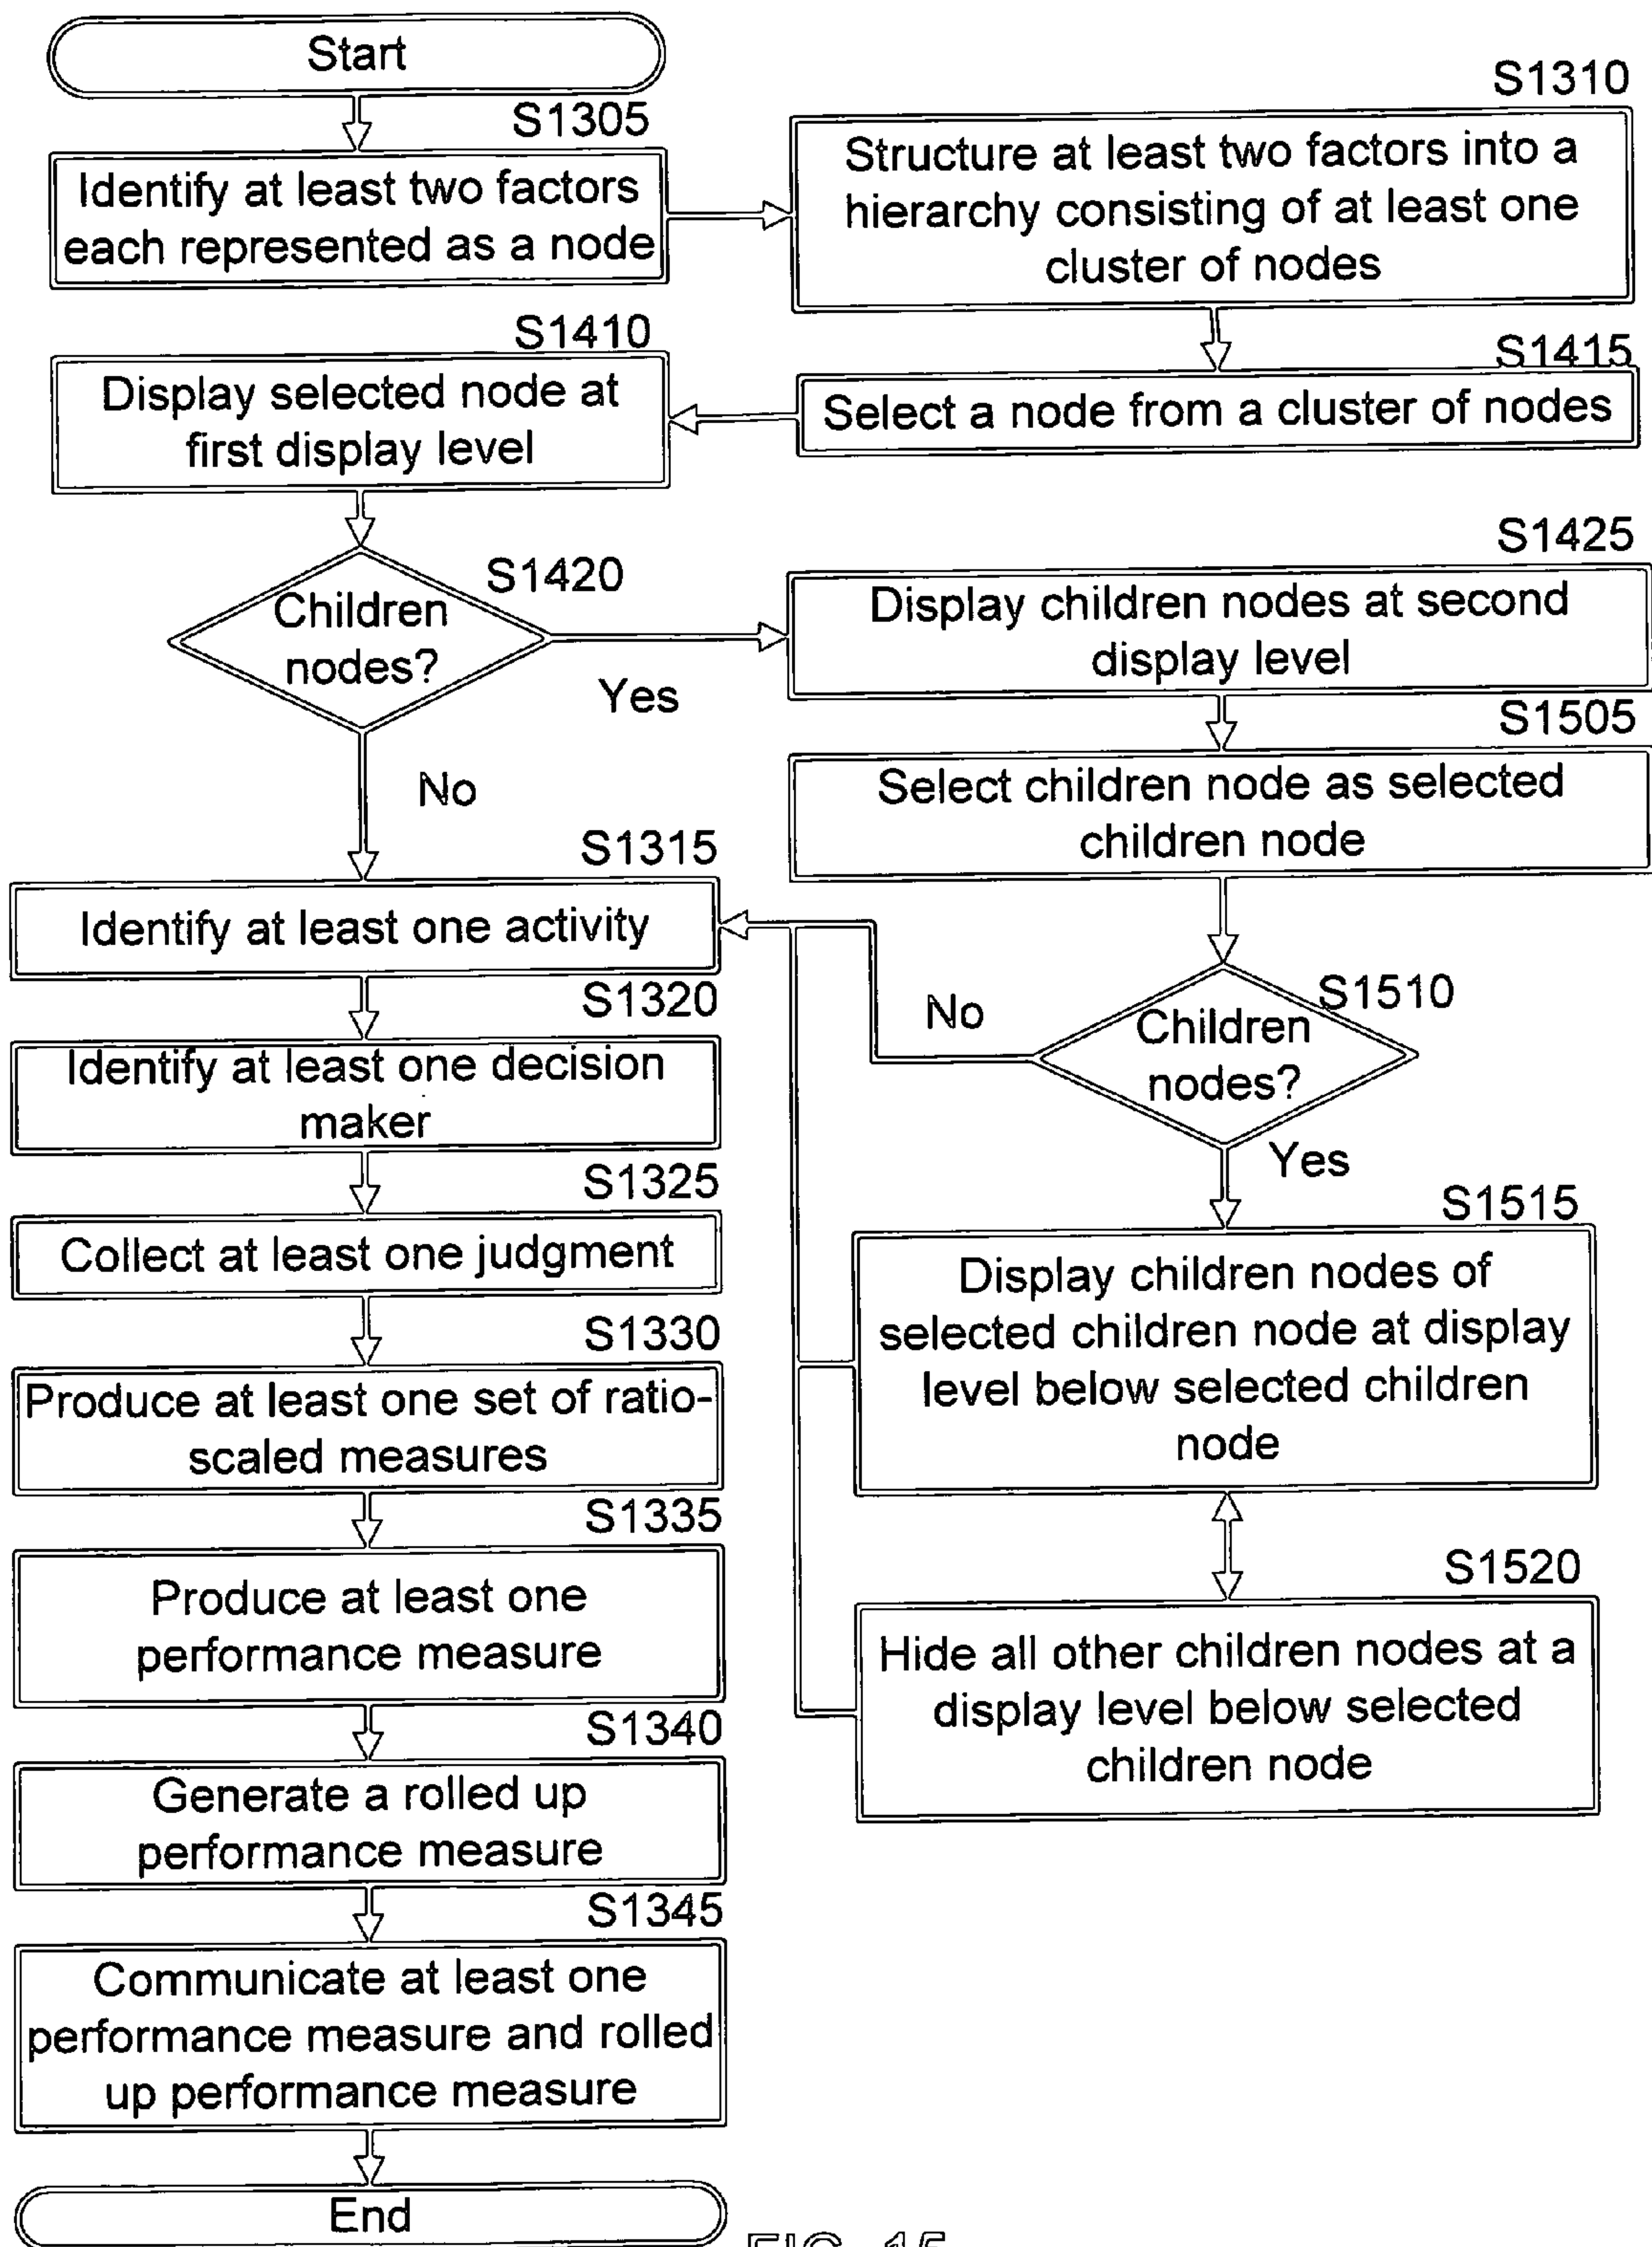 Start
S1305
Identify at least two factors
each represented as a node
S1310
Structure at least two factors into a
hierarchy consisting of at least one
cluster of nodes
S1415
Select a node from a cluster of nodes
S1410
Display selected node at
first display level
S1420
Children
nodes?
Yes
No
S1425
Display children nodes at second
display level
S1505
Select children node as selected
children node
S1510
Children
nodes?
No
Yes
S1515
Display children nodes of
selected children node at display
level below selected children
node
S1520
Hide all other children nodes at a
display level below selected
children node
S1315
Identify at least one activity
S1320
Identify at least one decision
maker
S1325
Collect at least one judgment
S1330
Produce at least one set of ratio-
scaled measures
S1335
Produce at least one
performance measure
S1340
Generate a rolled up
performance measure
S1345
Communicate at least one
performance measure and rolled
up performance measure
End
FIG. 15